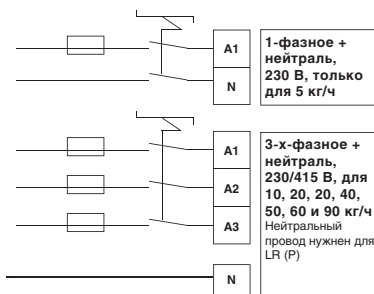 A1
N
1-фазное +
нейтраль,
230 В, только
для 5 кг/ч
A1
A2
A3
N
3-х-фазное +
нейтраль,
230/415 В, для
10, 20, 20, 40,
50, 60 и 90 кг/ч
Нейтральный
провод нужен для
LR (P)